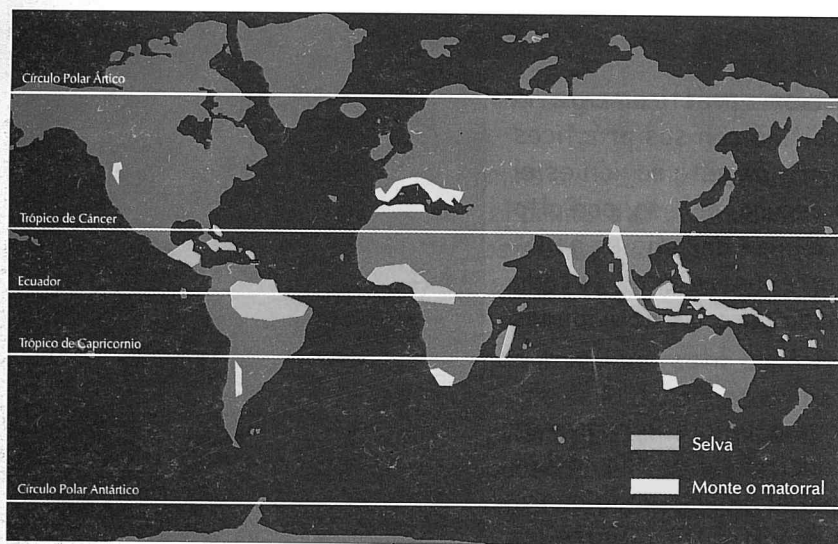 Círculo Polar Ártico
Trópico de Cáncer
Ecuador
Trópico de Capricornio
Selva
Monte o matorral
Círculo Polar Antártico